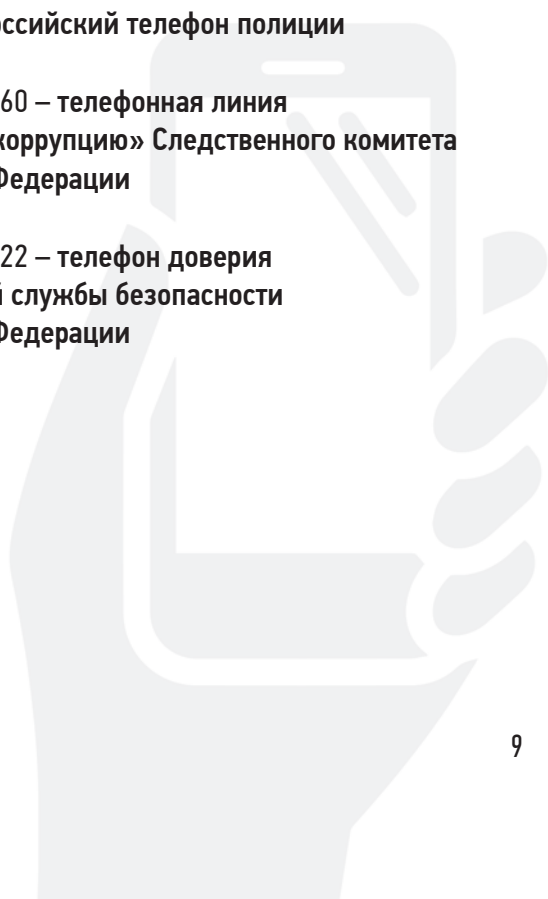 оссийский телефон полиции
60 – телефонная линия
коррупцию» Следственного комитета
Федерации
22 – телефон доверия
й службы безопасности
Федерации
9